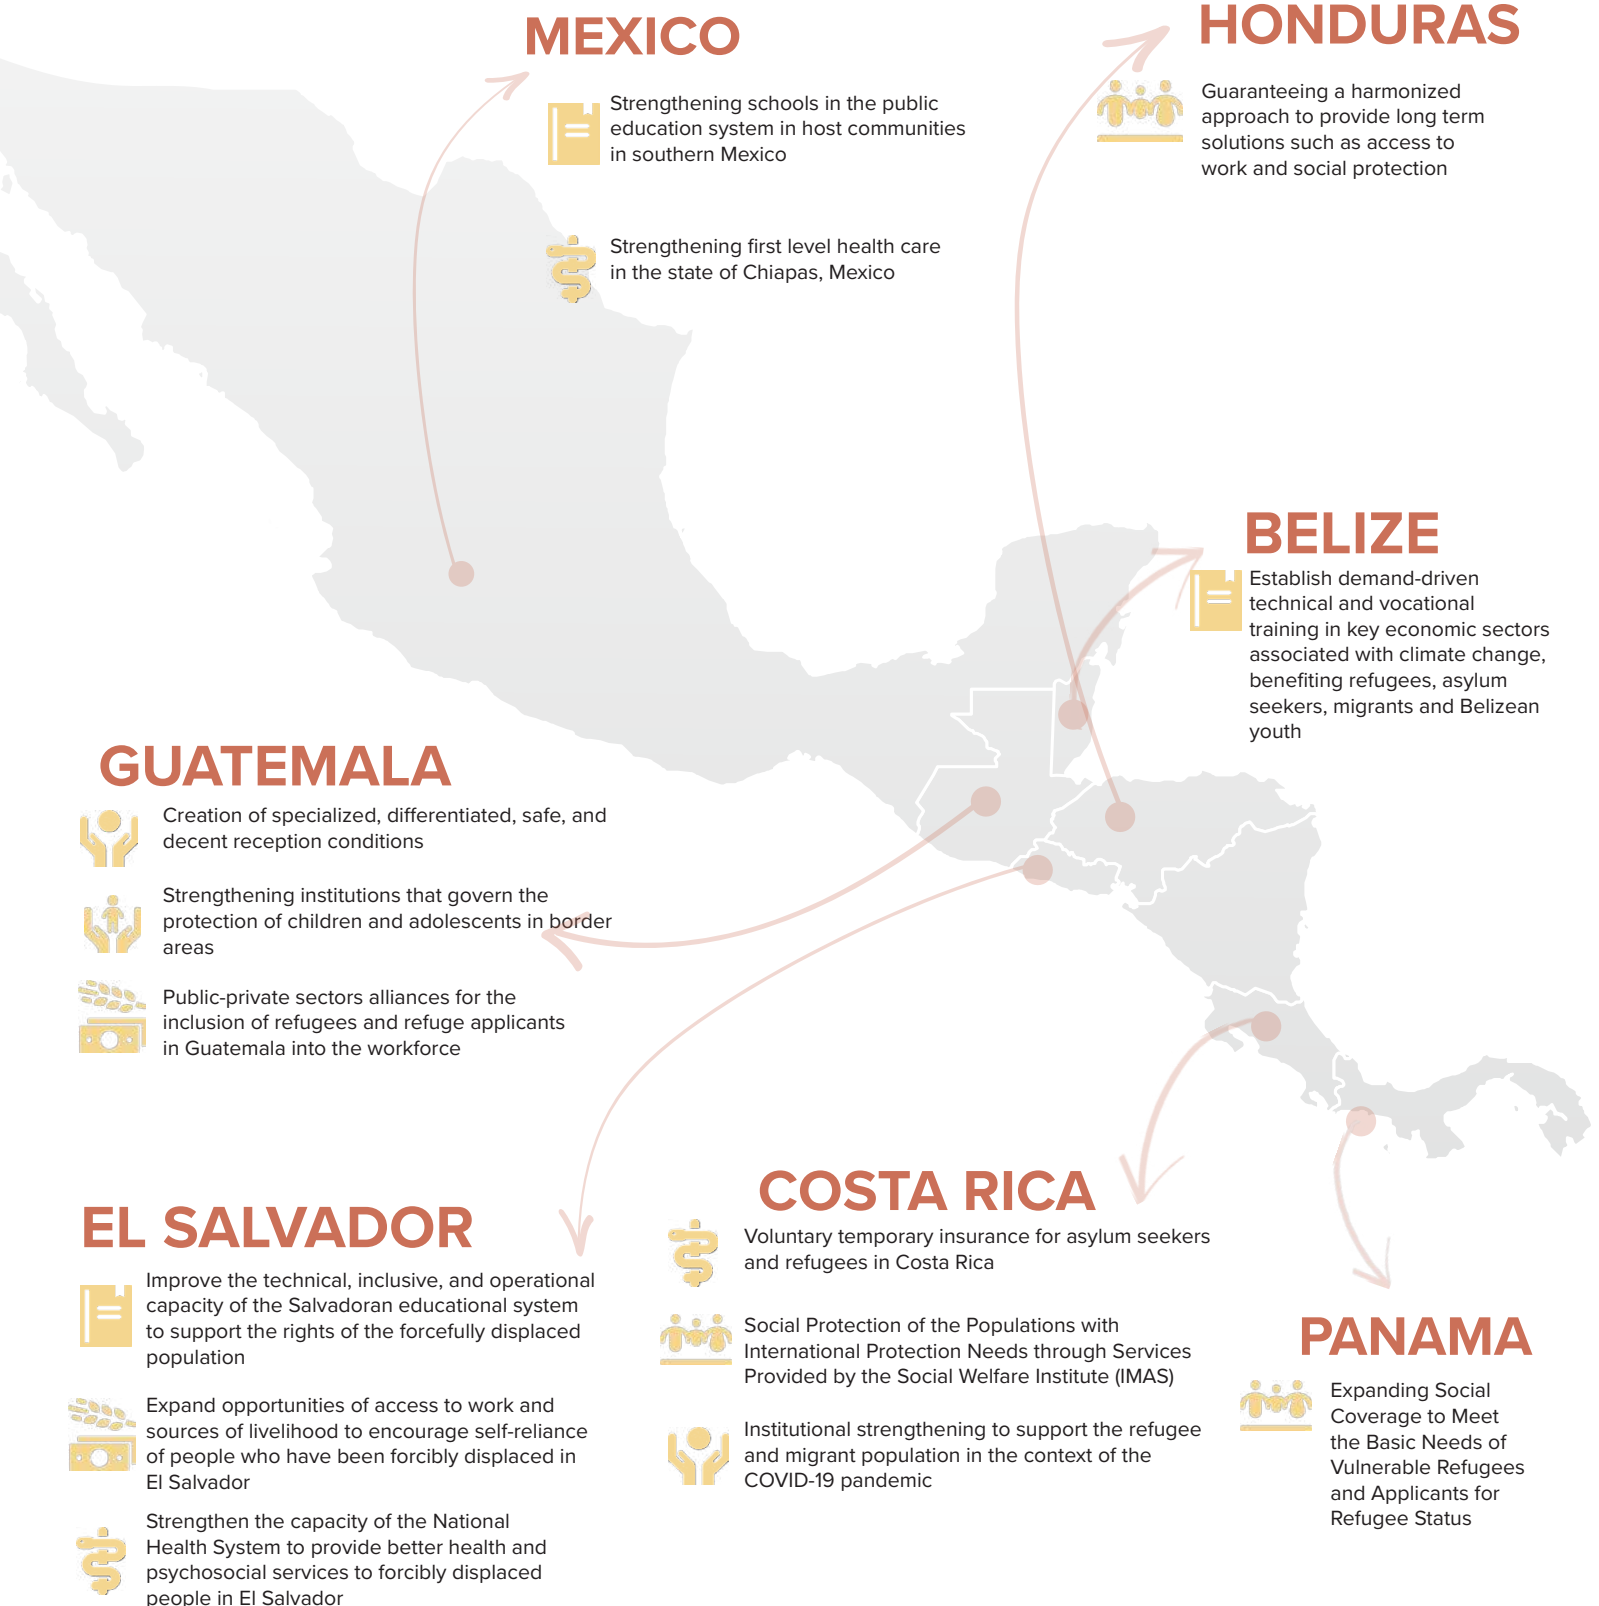 MEXICO
Strengthening schools in the public
education system in host communities
in southern Mexico
Strengthening first level health care
in the state of Chiapas, Mexico
HONDURAS
Guaranteeing a harmonized
approach to provide long term
solutions such as access to
work and social protection
BELIZE
Establish demand-driven
technical and vocational
training in key economic sectors
associated with climate change,
benefiting refugees, asylum
seekers, migrants and Belizean
youth
GUATEMALA
Creation of specialized, differentiated, safe, and
decent reception conditions
Strengthening institutions that govern the
protection of children and adolescents in border
areas
Public-private sectors alliances for the
inclusion of refugees and refuge applicants
in Guatemala into the workforce
EL SALVADOR
Improve the technical, inclusive, and operational
capacity of the Salvadoran educational system
to support the rights of the forcefully displaced
population
Expand opportunities of access to work and
sources of livelihood to encourage self-reliance
of people who have been forcibly displaced in
El Salvador
Strengthen the capacity of the National
Health System to provide better health and
psychosocial services to forcibly displaced
people in El Salvador
COSTA RICA
Voluntary temporary insurance for asylum seekers
and refugees in Costa Rica
Social Protection of the Populations with
International Protection Needs through Services
Provided by the Social Welfare Institute (IMAS)
Institutional strengthening to support the refugee
and migrant population in the context of the
COVID-19 pandemic
PANAMA
Expanding Social
Coverage to Meet
the Basic Needs of
Vulnerable Refugees
and Applicants for
Refugee Status